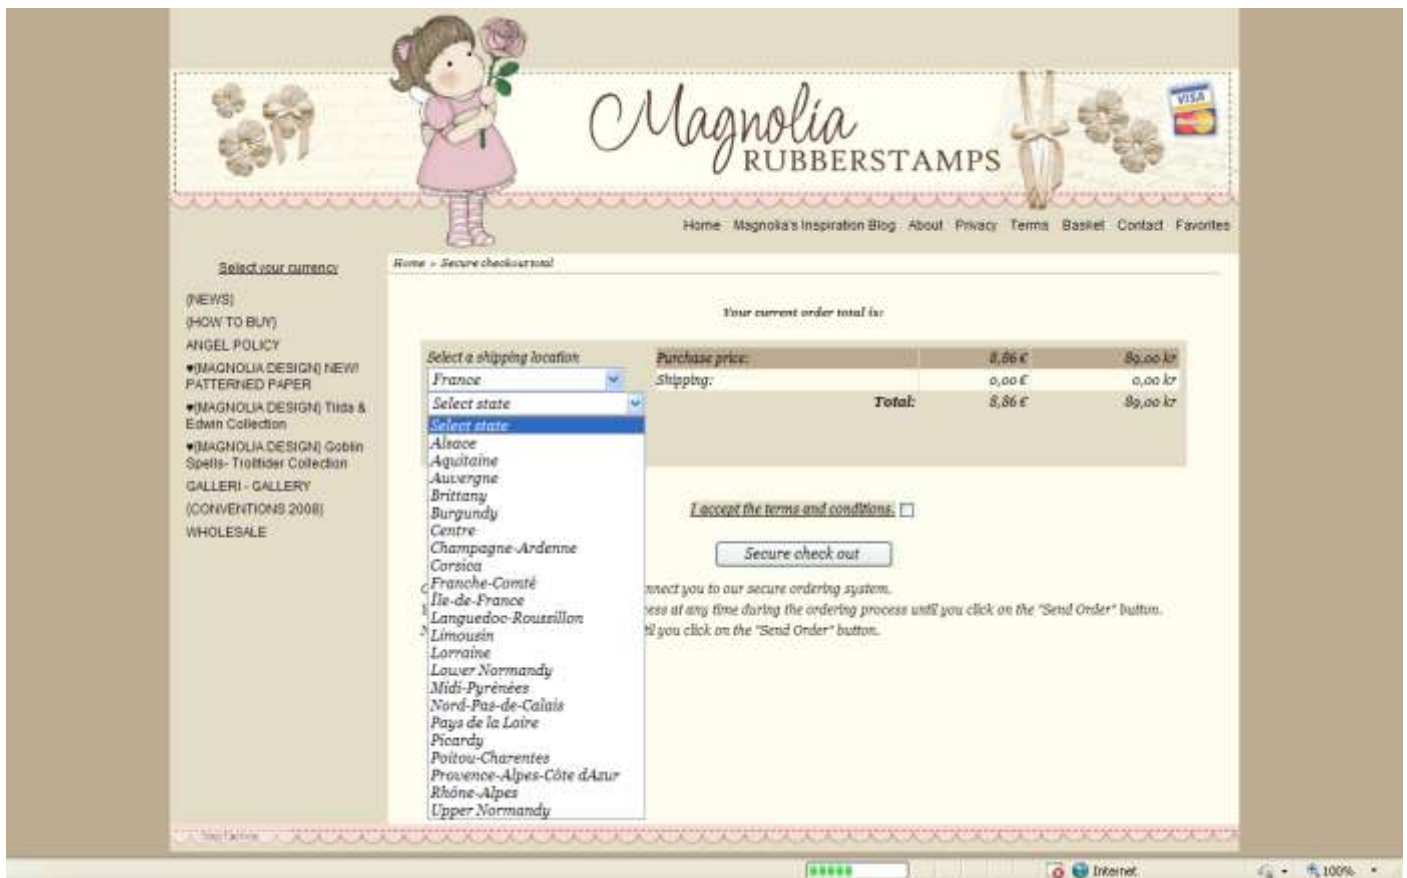 Magnolia
RUBBERSTAMPS
VISA
Home Magnolia's Inspiration Blog About Privacy Terms Basket Contact Favorites
Select your currency
{NEWS}
{HOW TO BUY}
ANGEL POLICY
♥{MAGNOLIA DESIGN} NEW!
PATTERNED PAPER
♥{MAGNOLIA DESIGN} Tilda &
Edwin Collection
♥{MAGNOLIA DESIGN} Goblin
Spells- Trolltider Collection
GALLERI - GALLERY
{CONVENTIONS 2008}
WHOLESALE
Home > Secure checkout total
Your current order total is:
Select a shipping location
France
Select state
Select state
Alsace
Aquitaine
Auvergne
Brittany
Burgundy
Centre
Champagne-Ardenne
Corsica
Franche-Comté
Île-de-France
Languedoc-Roussillon
Limousin
Lorraine
Lower Normandy
Midi-Pyrénées
Nord-Pas-de-Calais
Pays de la Loire
Picardy
Poitou-Charentes
Provence-Alpes-Côte dAzur
Rhône-Alpes
Upper Normandy
Purchase price: 8,86 € 89,00 kr
Shipping: 0,00 € 0,00 kr
Total: 8,86 € 89,00 kr
I accept the terms and conditions.
Secure check out
nnect you to our secure ordering system.
ess at any time during the ordering process until you click on the "Send Order" button.
il you click on the "Send Order" button.
Internet
100%